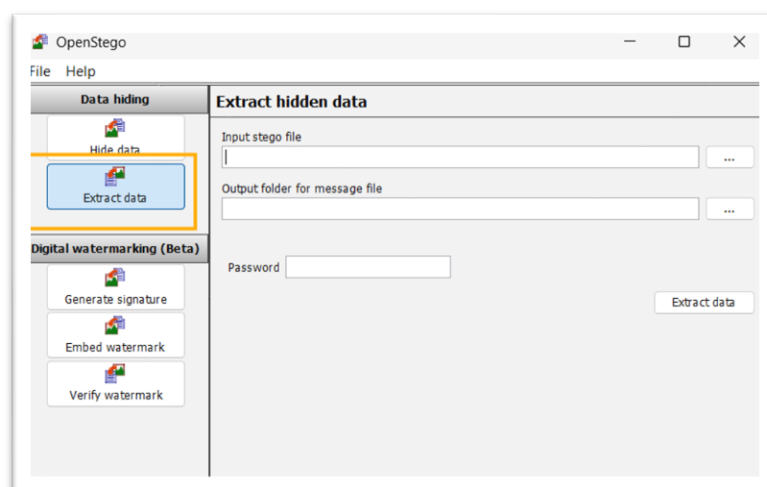 OpenStego
File Help
Data hiding
Hide data
Extract data
Digital watermarking (Beta)
Generate signature
Embed watermark
Verify watermark
Extract hidden data
Input stego file
...
Output folder for message file
...
Password
Extract data